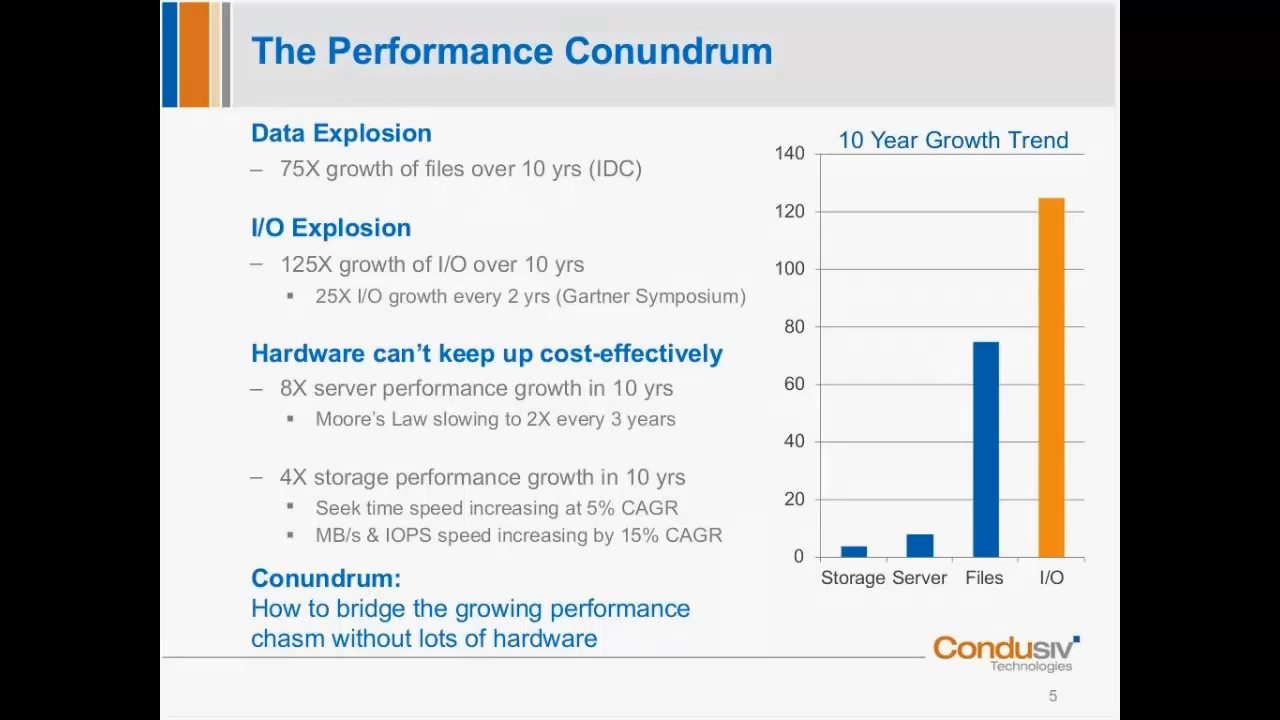 The Performance Conundrum
Data Explosion
– 75X growth of files over 10 yrs (IDC)
I/O Explosion
– 125X growth of I/O over 10 yrs
▪ 25X I/O growth every 2 yrs (Gartner Symposium)
Hardware can't keep up cost-effectively
– 8X server performance growth in 10 yrs
▪ Moore's Law slowing to 2X every 3 years
– 4X storage performance growth in 10 yrs
▪ Seek time speed increasing at 5% CAGR
▪ MB/s & IOPS speed increasing by 15% CAGR
Conundrum:
How to bridge the growing performance
chasm without lots of hardware
10 Year Growth Trend
140
120
100
80
60
40
20
0
Storage Server Files I/O
Condusiv
Technologies
5